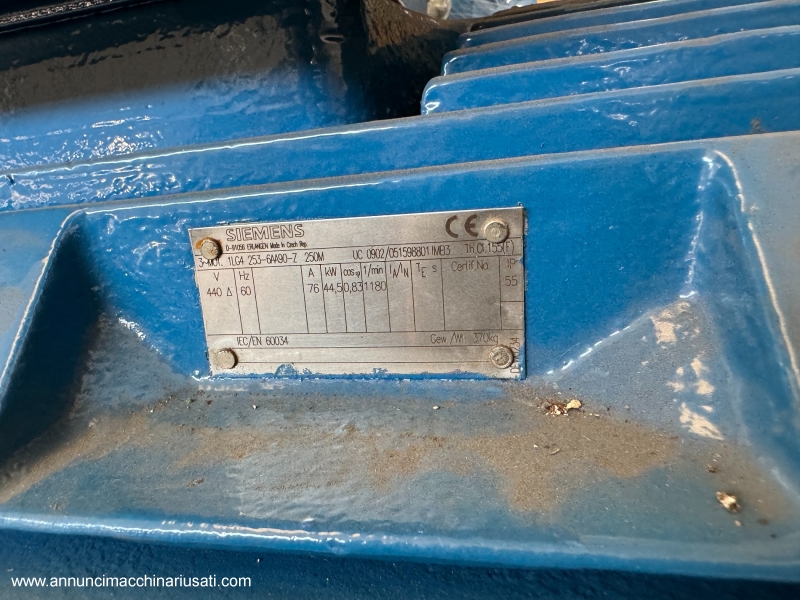 SIEMENS CE
D-91056 ERLANGEN Made in Czech Rep.
3-MOT. 1LG4 253-6AA90-Z 250M UC 0902/051598801 IMB3 Th.Cl.155(F)
V Hz A kW cosφ 1/min IA/IN TE s Certif.No. IP
440 Δ 60 76 44,5 0,83 1180 55
IEC/EN 60034 Gew./Wt. 370kg
www.annuncimacchinariusati.com